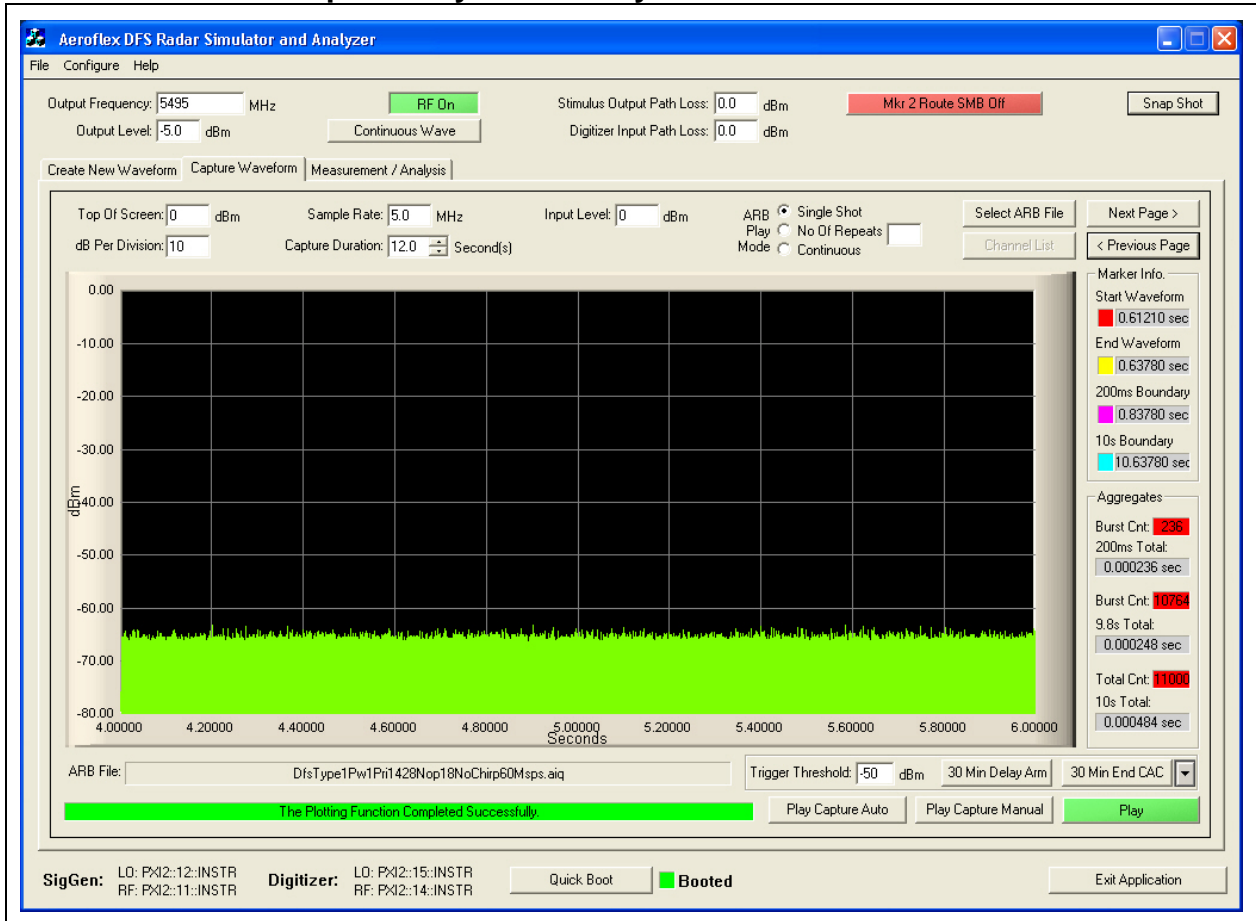 Aeroflex DFS Radar Simulator and Analyzer
File Configure Help
Output Frequency: 5495 MHz RF On Stimulus Output Path Loss: 0.0 dBm Mkr 2 Route SMB Off Snap Shot
Output Level: -5.0 dBm Continuous Wave Digitizer Input Path Loss: 0.0 dBm
Create New Waveform Capture Waveform Measurement / Analysis
Top Of Screen: 0 dBm Sample Rate: 5.0 MHz Input Level: 0 dBm ARB Play Mode Single Shot Select ARB File Next Page >
No Of Repeats
dB Per Division: 10 Capture Duration: 12.0 Second(s) Continuous Channel List < Previous Page
Marker Info.
Start Waveform
0.61210 sec
End Waveform
0.63780 sec
200ms Boundary
0.83780 sec
10s Boundary
10.63780 sec
Aggregates
Burst Cnt: 236
200ms Total:
0.000236 sec
Burst Cnt: 10764
9.8s Total:
0.000248 sec
Total Cnt: 11000
10s Total:
0.000484 sec
0.00
-10.00
-20.00
-30.00
-40.00
-50.00
-60.00
-70.00
-80.00
dBm
4.00000 4.20000 4.40000 4.60000 4.80000 5.00000 5.20000 5.40000 5.60000 5.80000 6.00000
Seconds
ARB File: DfsType1Pw1Pri1428Nop18NoChirp60Msps.aiq Trigger Threshold: -50 dBm 30 Min Delay Arm 30 Min End CAC
The Plotting Function Completed Successfully. Play Capture Auto Play Capture Manual Play
SigGen: LO: PXI2::12::INSTR Digitizer: LO: PXI2::15::INSTR Quick Boot Booted Exit Application
RF: PXI2::11::INSTR RF: PXI2::14::INSTR